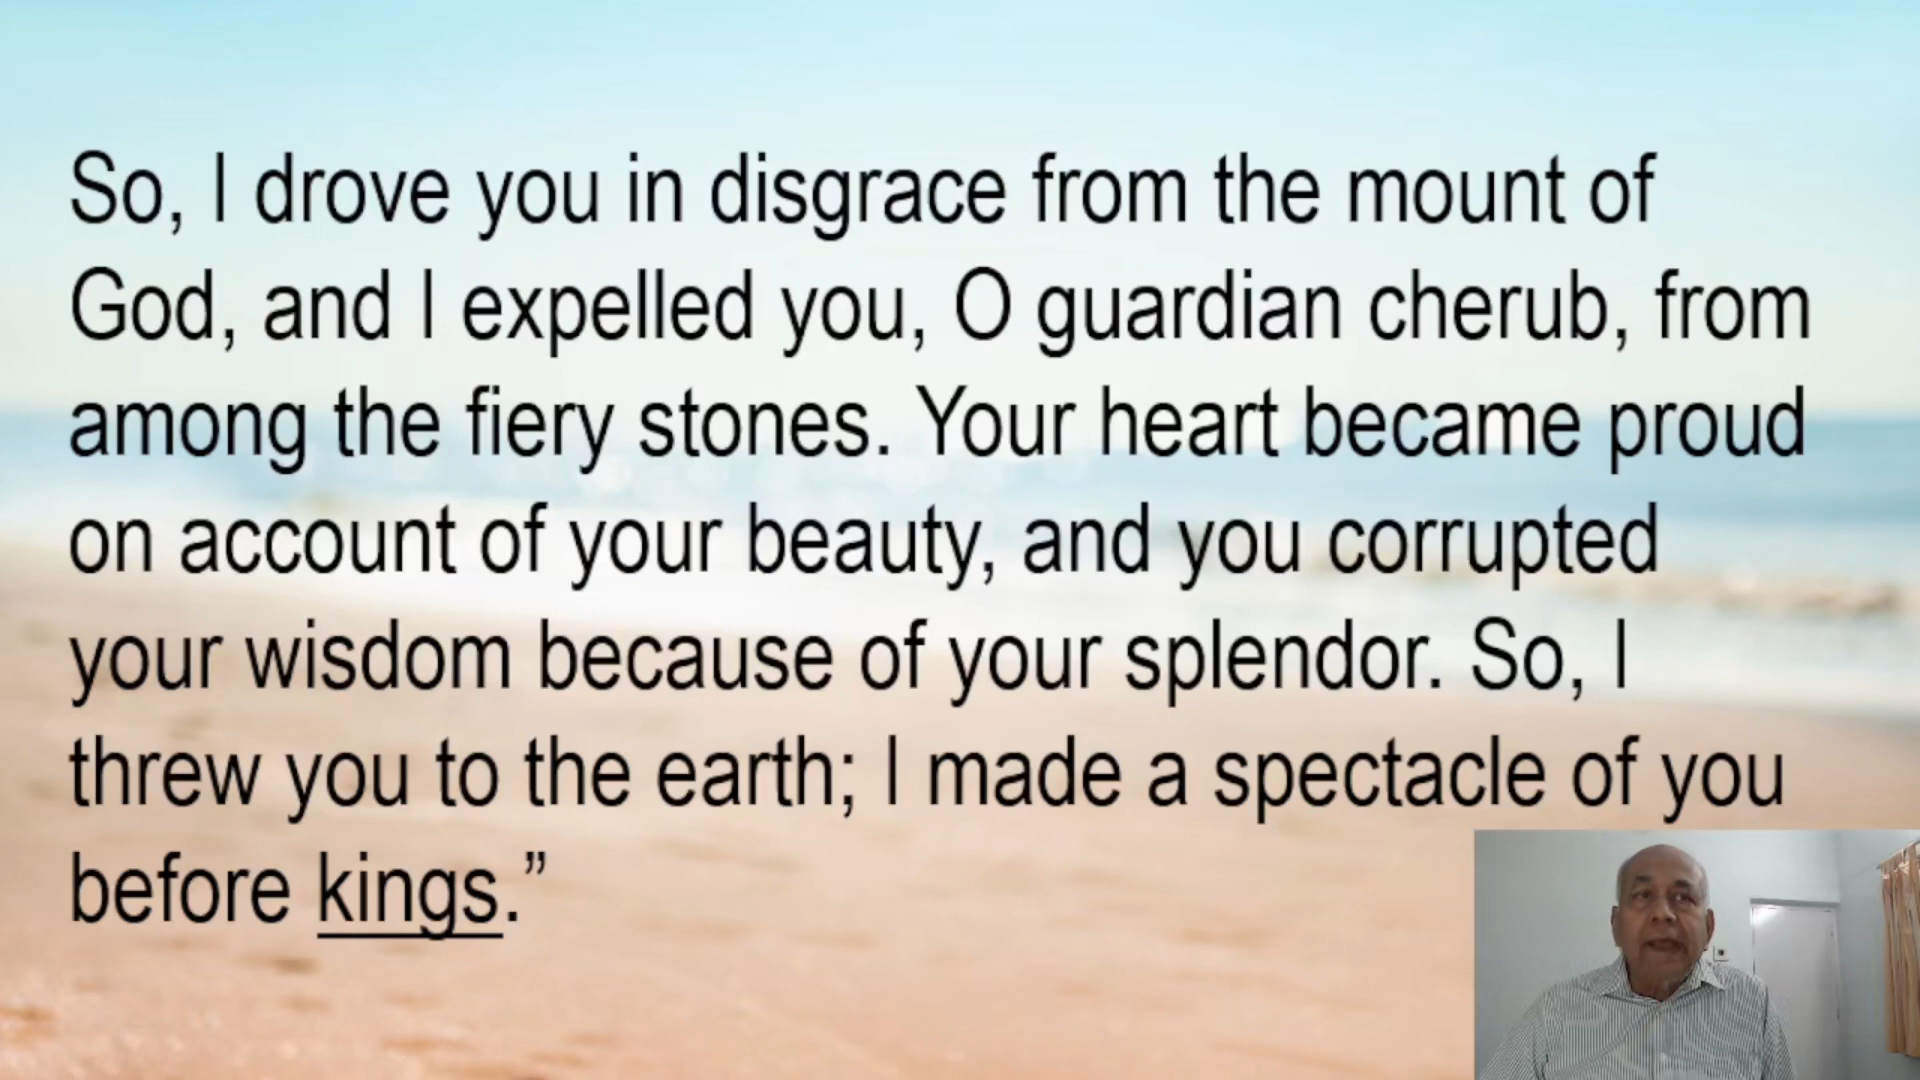 So, I drove you in disgrace from the mount of
God, and I expelled you, O guardian cherub, from
among the fiery stones. Your heart became proud
on account of your beauty, and you corrupted
your wisdom because of your splendor. So, I
threw you to the earth; I made a spectacle of you
before kings.”